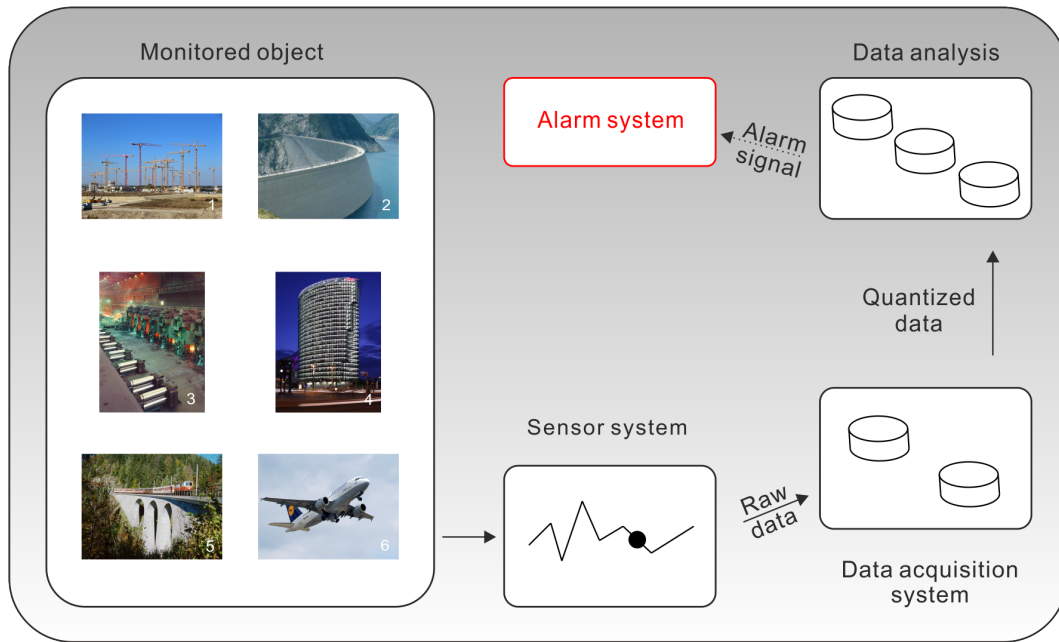 Monitored object
1
2
3
4
5
6
Sensor system
Raw
data
Data acquisition
system
Quantized
data
Data analysis
Alarm
signal
Alarm system